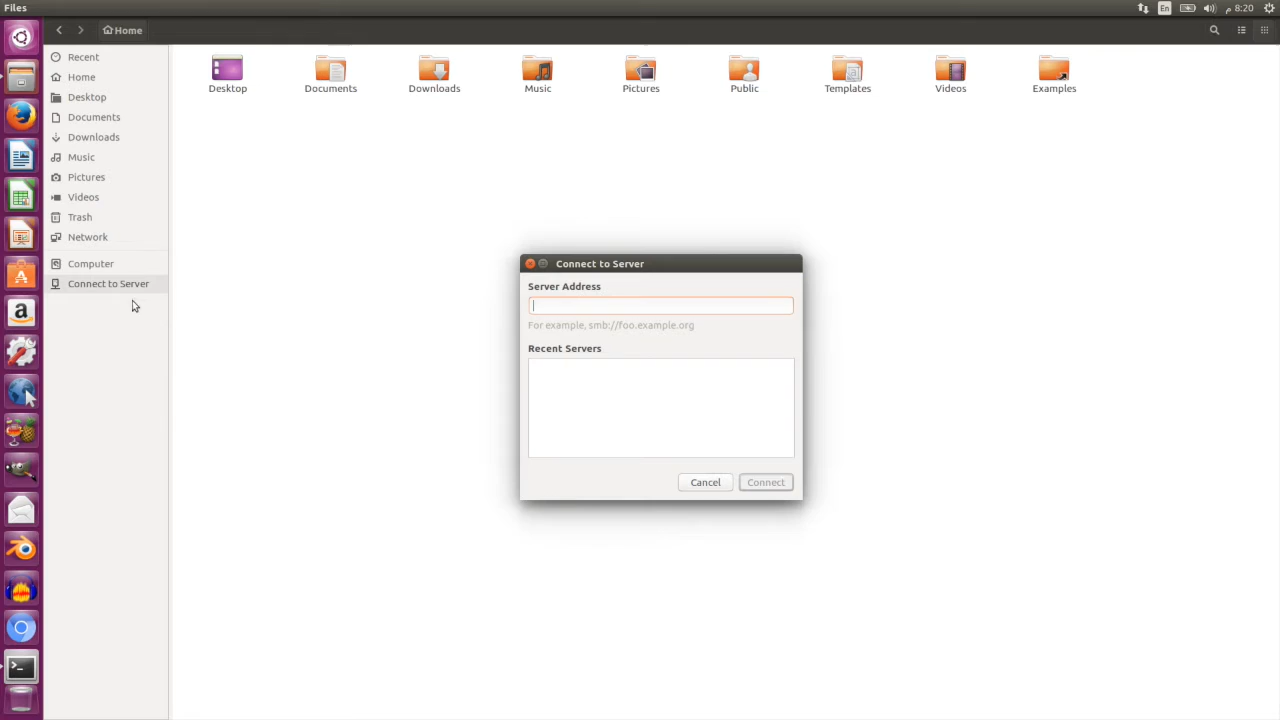 Files
En
8:20 م
Home
Recent
Home
Desktop
Documents
Downloads
Music
Pictures
Videos
Trash
Network
Computer
Connect to Server
Desktop
Documents
Downloads
Music
Pictures
Public
Templates
Videos
Examples
Connect to Server
Server Address
For example, smb://foo.example.org
Recent Servers
Cancel
Connect